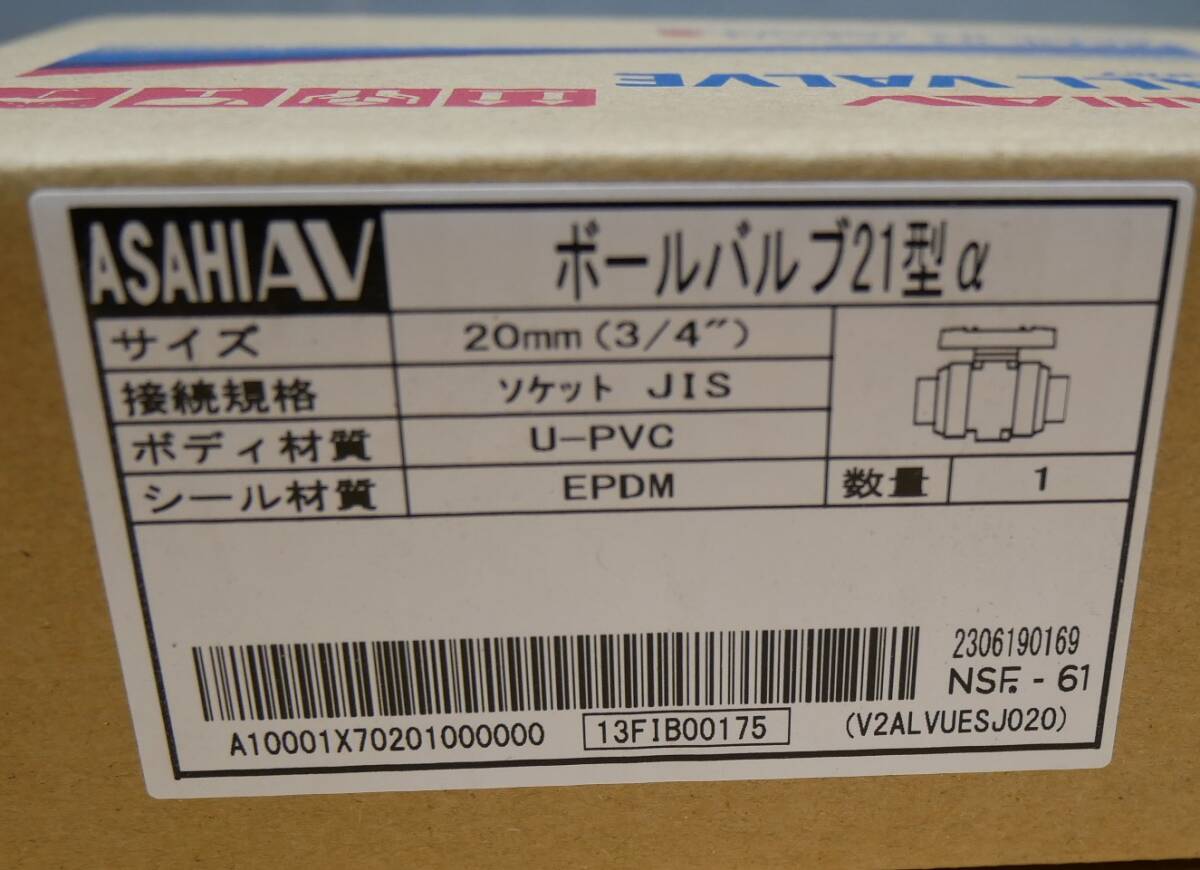 ASAHI AV
ボールバルブ21型α
サイズ 20mm (3/4″)
接続規格 ソケット JIS
ボディ材質 U-PVC
シール材質 EPDM
数量 1
2306190169
NSF. - 61
A10001X70201000000
13FIB00175
(V2ALVUESJ020)